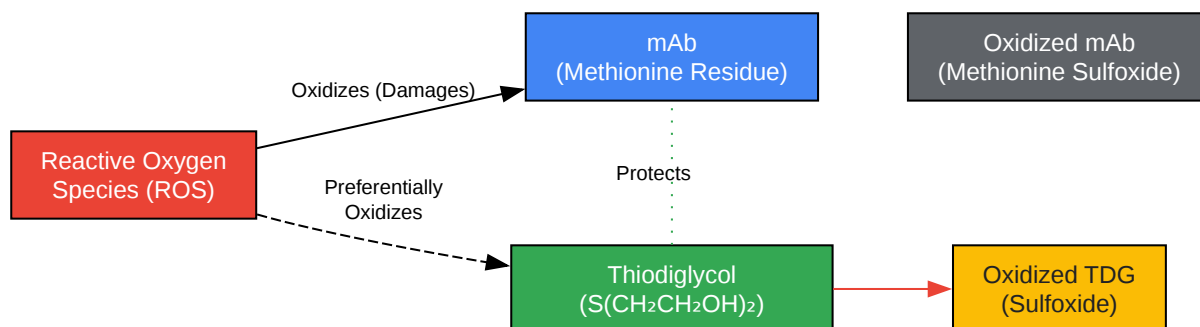 mAb
(Methionine Residue)
Oxidized mAb
(Methionine Sulfoxide)
Oxidizes (Damages)
Reactive Oxygen
Species (ROS)
Protects
Preferentially
Oxidizes
Thiodiglycol
(S(CH₂CH₂OH)₂)
Oxidized TDG
(Sulfoxide)